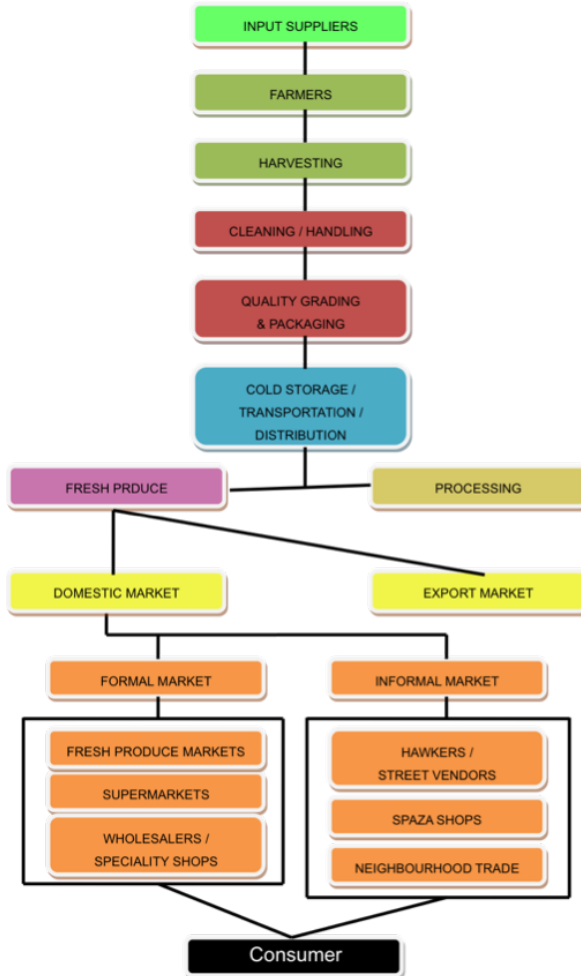 INPUT SUPPLIERS
FARMERS
HARVESTING
CLEANING / HANDLING
QUALITY GRADING
& PACKAGING
COLD STORAGE /
TRANSPORTATION /
DISTRIBUTION
FRESH PRDUCE
PROCESSING
DOMESTIC MARKET
EXPORT MARKET
FORMAL MARKET
INFORMAL MARKET
FRESH PRODUCE MARKETS
SUPERMARKETS
WHOLESALERS /
SPECIALITY SHOPS
HAWKERS /
STREET VENDORS
SPAZA SHOPS
NEIGHBOURHOOD TRADE
Consumer